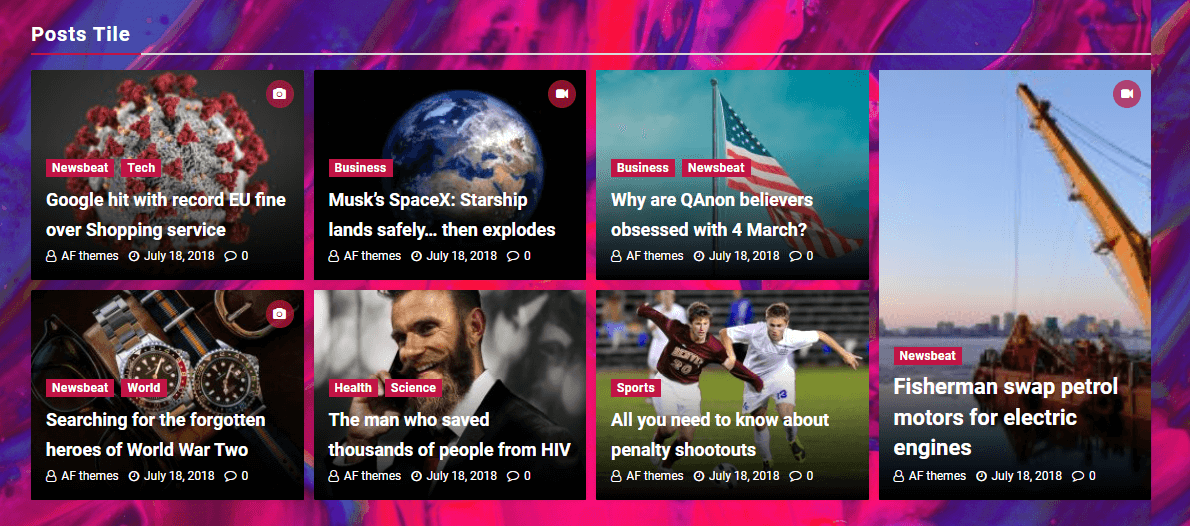 Posts Tile
Newsbeat Tech
Google hit with record EU fine
over Shopping service
AF themes July 18, 2018 0
Business
Musk's SpaceX: Starship
lands safely... then explodes
AF themes July 18, 2018 0
Business Newsbeat
Why are QAnon believers
obsessed with 4 March?
AF themes July 18, 2018 0
Newsbeat
Fisherman swap petrol
motors for electric
engines
AF themes July 18, 2018 0
Newsbeat World
Searching for the forgotten
heroes of World War Two
AF themes July 18, 2018 0
Health Science
The man who saved
thousands of people from HIV
AF themes July 18, 2018 0
NORTH
30
13
Sports
All you need to know about
penalty shootouts
AF themes July 18, 2018 0